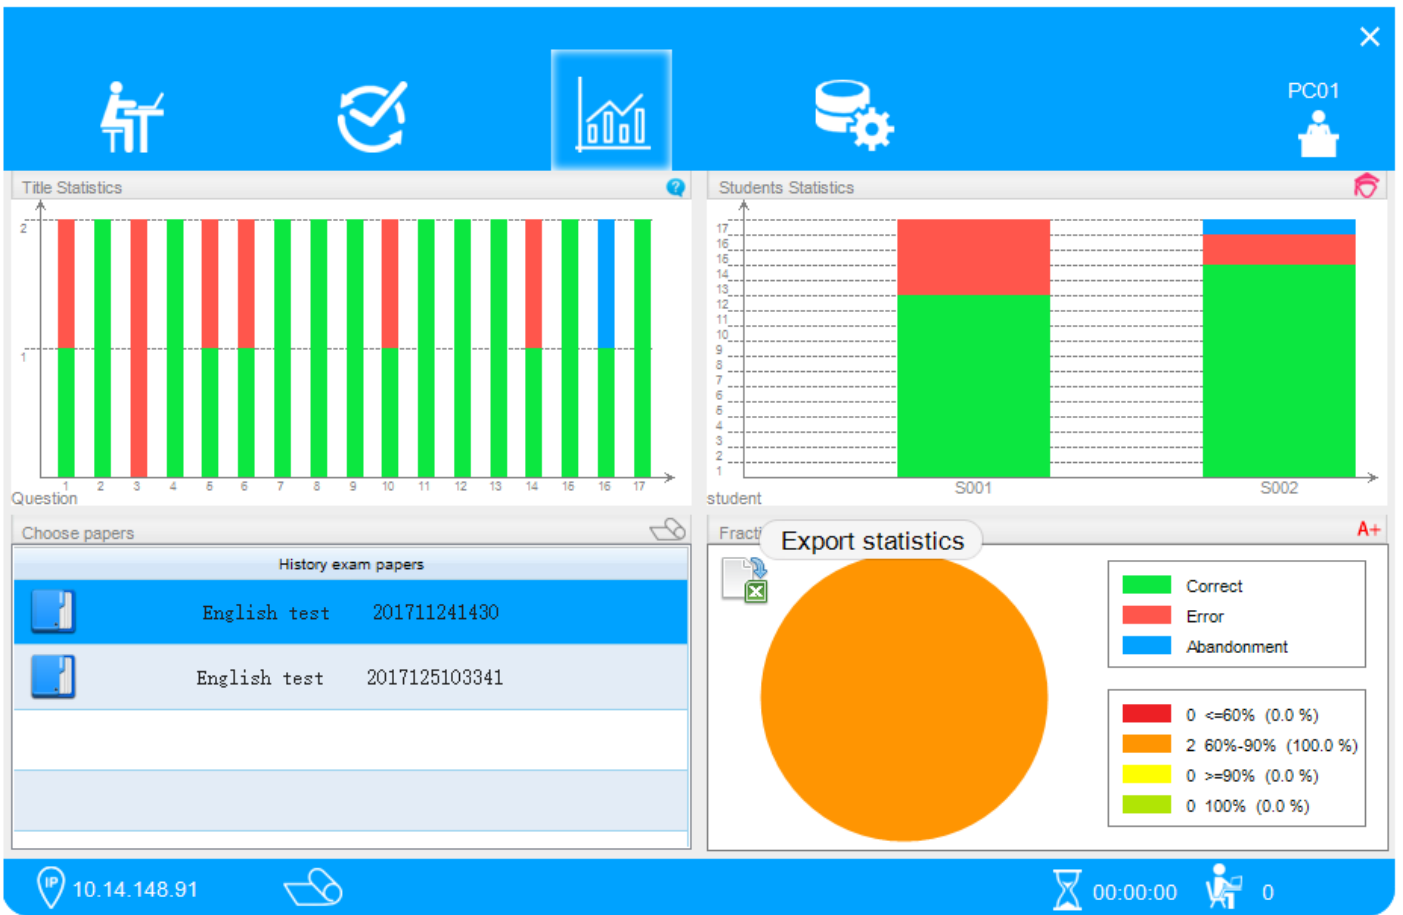 PC01
Title Statistics
2
1
1 2 3 4 5 6 7 8 9 10 11 12 13 14 15 16 17
Question
Students Statistics
17
16
15
14
13
12
11
10
9
8
7
6
5
4
3
2
1
S001 S002
student
Choose papers
History exam papers
English test 201711241430
English test 2017125103341
Fracti
Export statistics
A+
Correct
Error
Abandonment
0 <=60% (0.0 %)
2 60%-90% (100.0 %)
0 >=90% (0.0 %)
0 100% (0.0 %)
IP 10.14.148.91
00:00:00
0